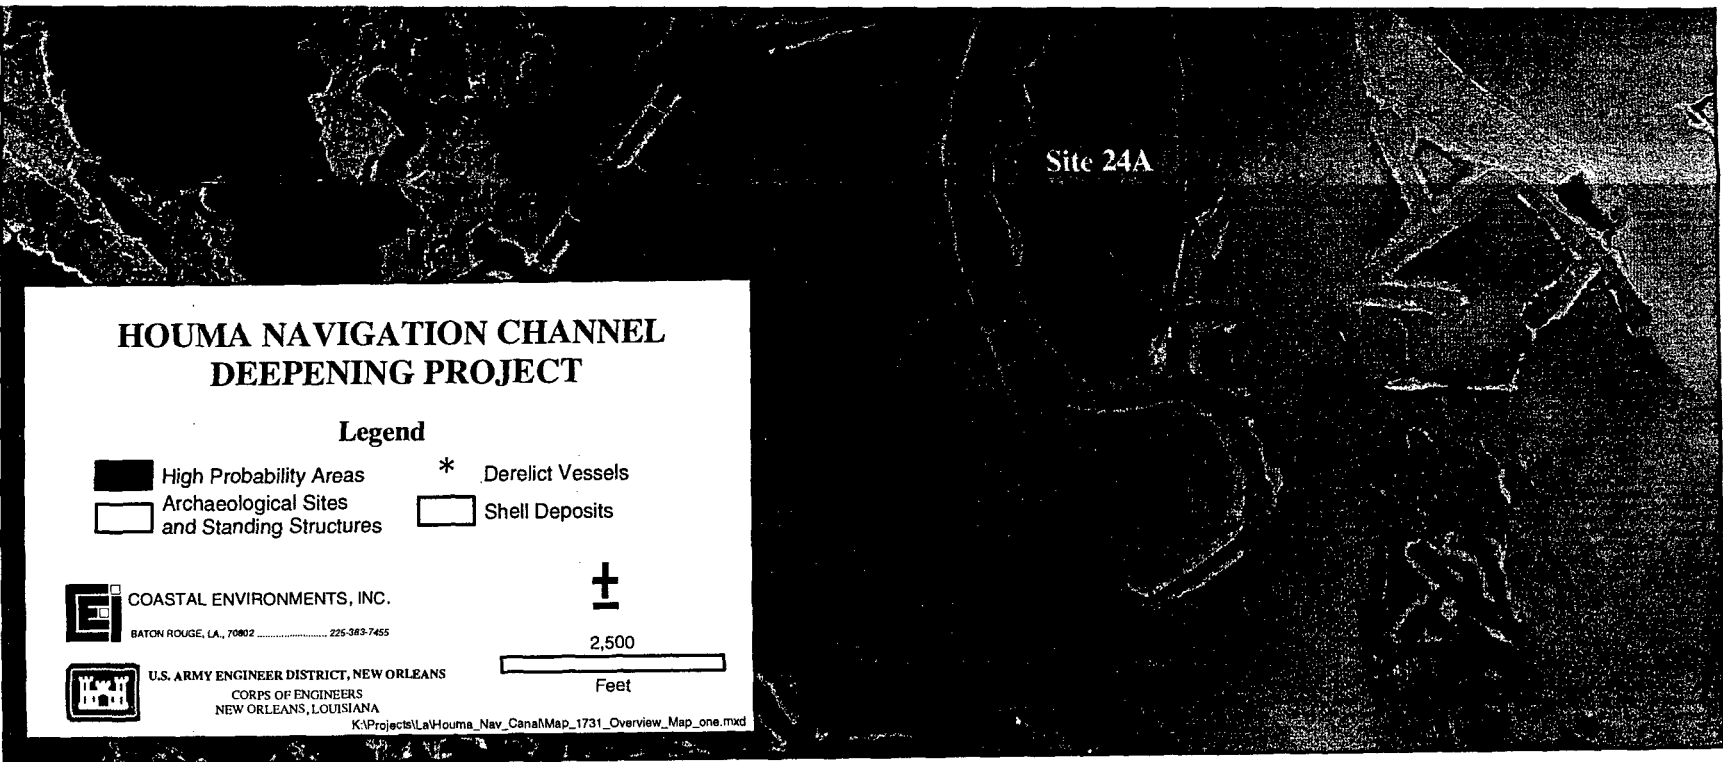 Site 24A
HOUMA NAVIGATION CHANNEL
DEEPENING PROJECT
Legend
High Probability Areas
* Derelict Vessels
Archaeological Sites
and Standing Structures
Shell Deposits
COASTAL ENVIRONMENTS, INC.
BATON ROUGE, LA., 70802 ........................ 225-383-7455
2,500
Feet
U.S. ARMY ENGINEER DISTRICT, NEW ORLEANS
CORPS OF ENGINEERS
NEW ORLEANS, LOUISIANA
K:\Projects\La\Houma_Nav_Canal\Map_1731_Overview_Map_one.mxd